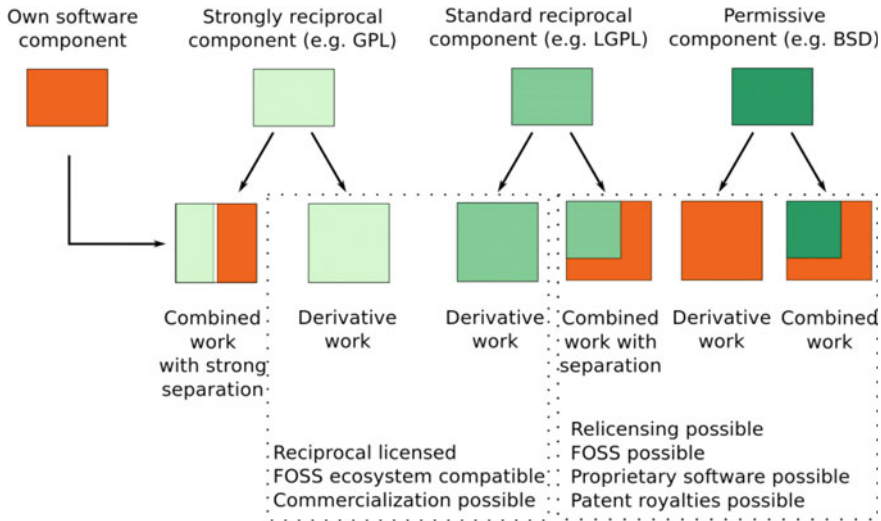 Own software
component
Strongly reciprocal
component (e.g. GPL)
Standard reciprocal
component (e.g. LGPL)
Permissive
component (e.g. BSD)
Combined
work
with strong
separation
Derivative
work
Derivative
work
Combined
work with
separation
Derivative
work
Combined
work
Reciprocal licensed
FOSS ecosystem compatible
Commercialization possible
Relicensing possible
FOSS possible
Proprietary software possible
Patent royalties possible